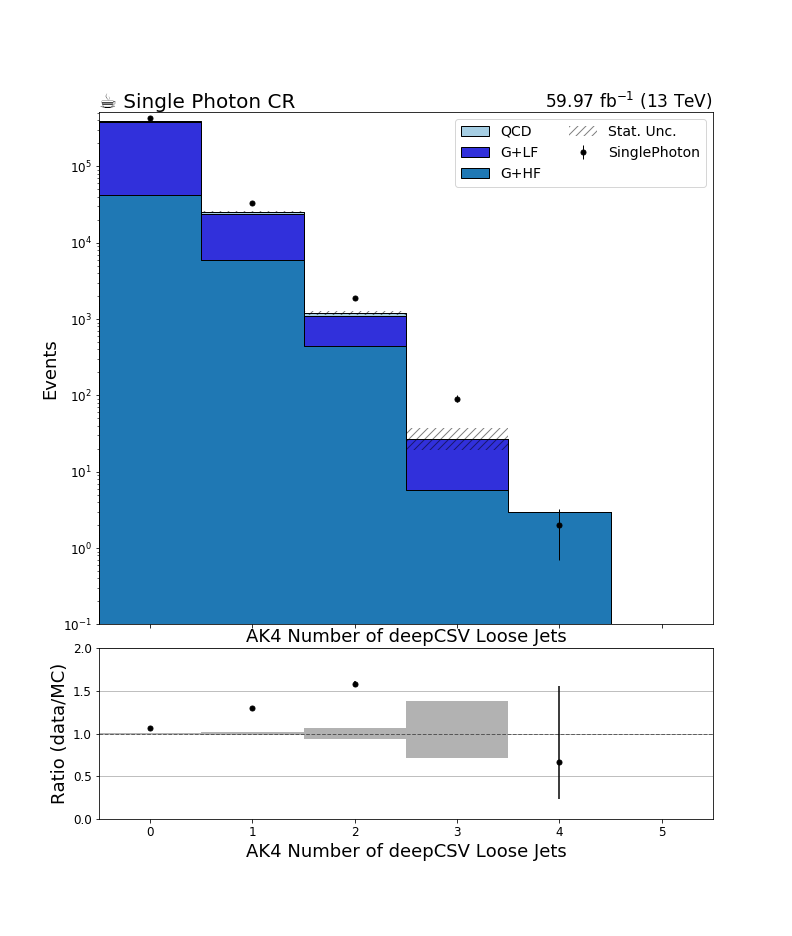 ☕ Single Photon CR
59.97 fb⁻¹ (13 TeV)
QCD
G+LF
G+HF
Stat. Unc.
SinglePhoton
Events
10⁵
10⁴
10³
10²
10¹
10⁰
10⁻¹
AK4 Number of deepCSV Loose Jets
Ratio (data/MC)
2.0
1.5
1.0
0.5
0.0
0 1 2 3 4 5
AK4 Number of deepCSV Loose Jets